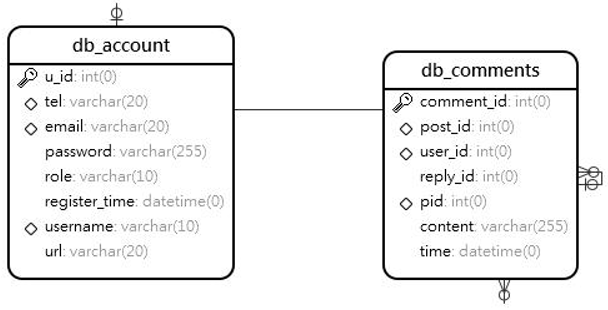 db_account
u_id: int(0)
tel: varchar(20)
email: varchar(20)
password: varchar(255)
role: varchar(10)
register_time: datetime(0)
username: varchar(10)
url: varchar(20)
db_comments
comment_id: int(0)
post_id: int(0)
user_id: int(0)
reply_id: int(0)
pid: int(0)
content: varchar(255)
time: datetime(0)